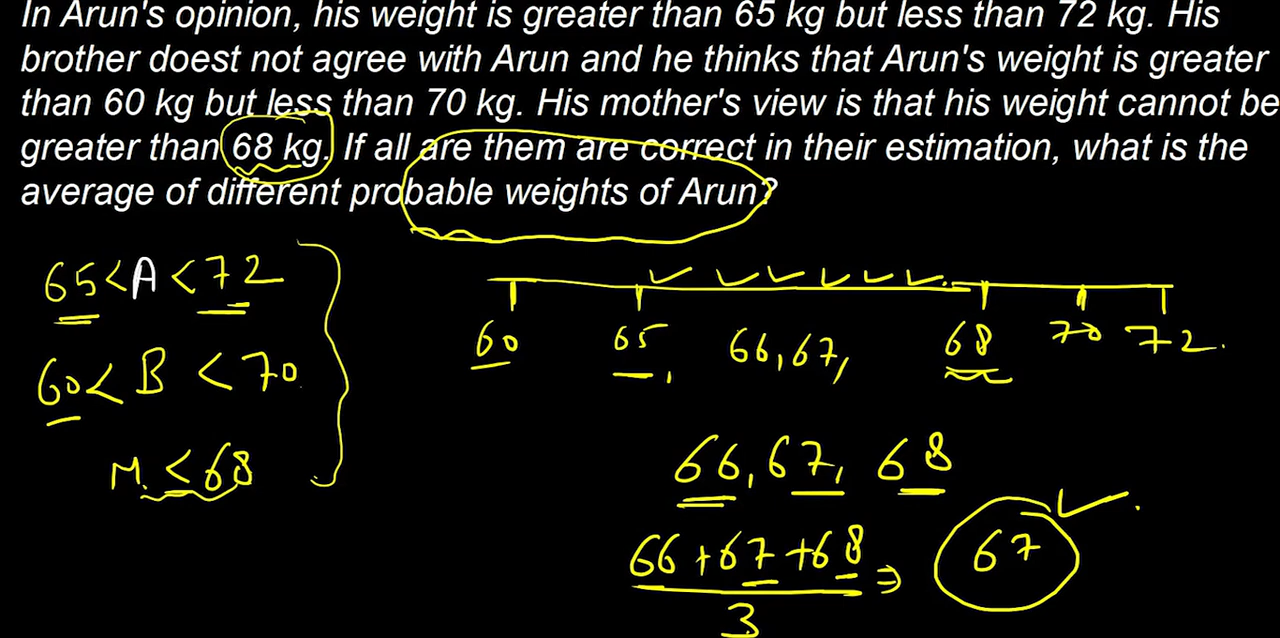 In Arun's opinion, his weight is greater than 65 kg but less than 72 kg. His
brother doest not agree with Arun and he thinks that Arun's weight is greater
than 60 kg but less than 70 kg. His mother's view is that his weight cannot be
greater than 68 kg. If all are them are correct in their estimation, what is the
average of different probable weights of Arun?
65 < A < 72
60 < B < 70
M. ≤ 68
60 65, 66, 67, 68 70 72.
66, 67, 68
66 + 67 + 68 ⇒ 67
3